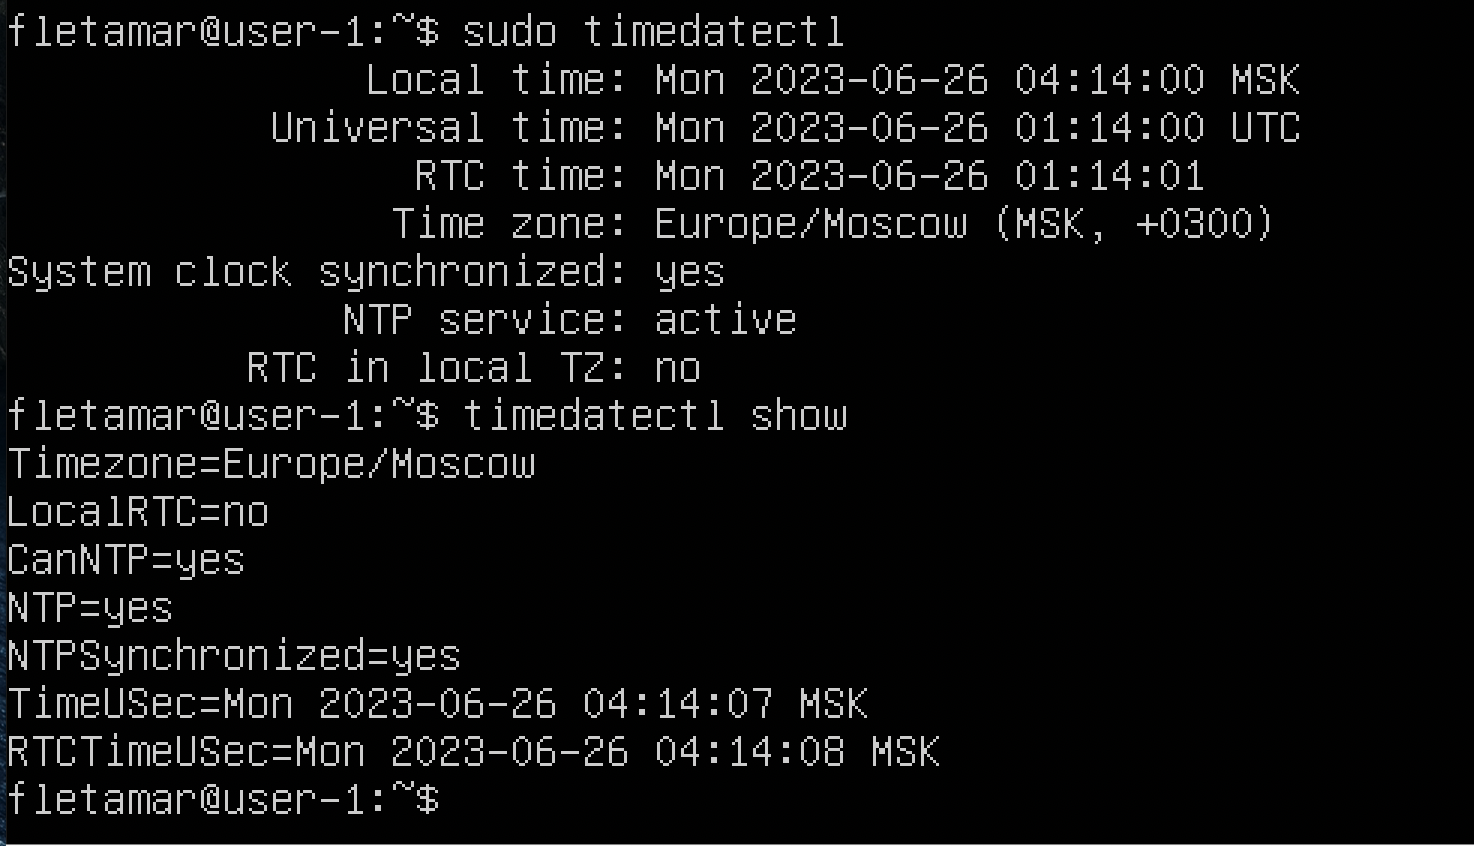 fletamar@user-1:~$ sudo timedatectl
Local time: Mon 2023-06-26 04:14:00 MSK
Universal time: Mon 2023-06-26 01:14:00 UTC
RTC time: Mon 2023-06-26 01:14:01
Time zone: Europe/Moscow (MSK, +0300)
System clock synchronized: yes
NTP service: active
RTC in local TZ: no
fletamar@user-1:~$ timedatectl show
Timezone=Europe/Moscow
LocalRTC=no
CanNTP=yes
NTP=yes
NTPSynchronized=yes
TimeUSec=Mon 2023-06-26 04:14:07 MSK
RTCTimeUSec=Mon 2023-06-26 04:14:08 MSK
fletamar@user-1:~$